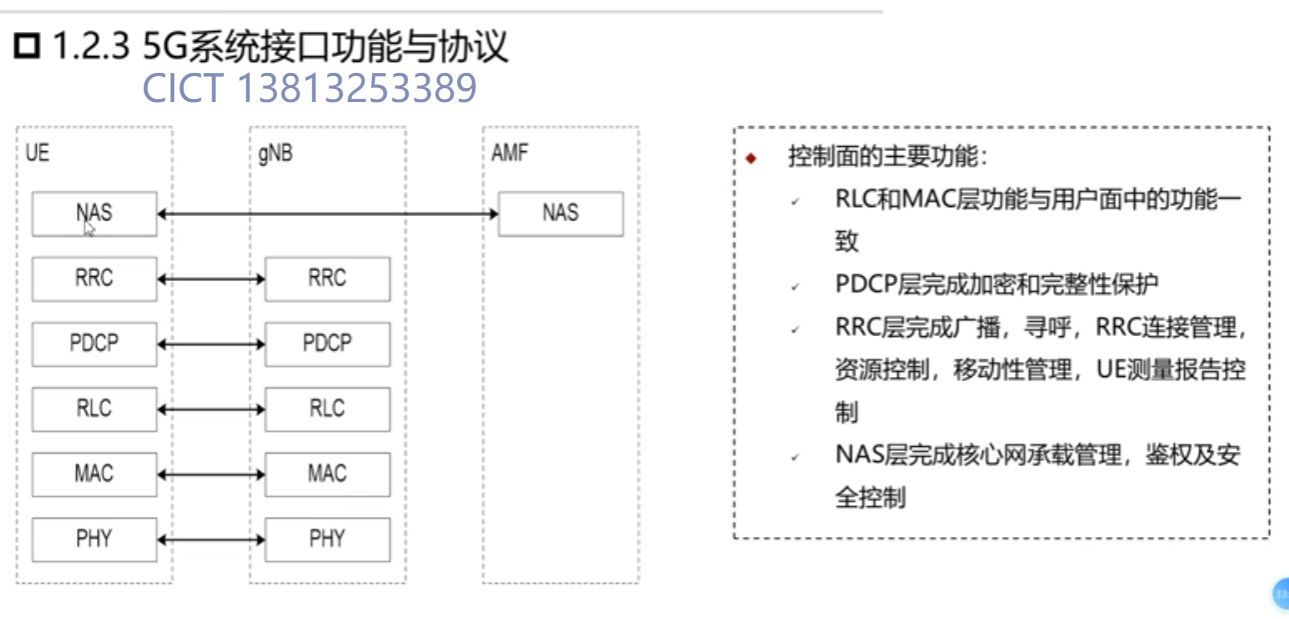 1.2.3 5G系统接口功能与协议
CICT 13813253389
UE
gNB
AMF
NAS
NAS
RRC
RRC
PDCP
PDCP
RLC
RLC
MAC
MAC
PHY
PHY
控制面的主要功能：
RLC和MAC层功能与用户面中的功能一
致
PDCP层完成加密和完整性保护
RRC层完成广播，寻呼，RRC连接管理，
资源控制，移动性管理，UE测量报告控
制
NAS层完成核心网承载管理，鉴权及安
全控制